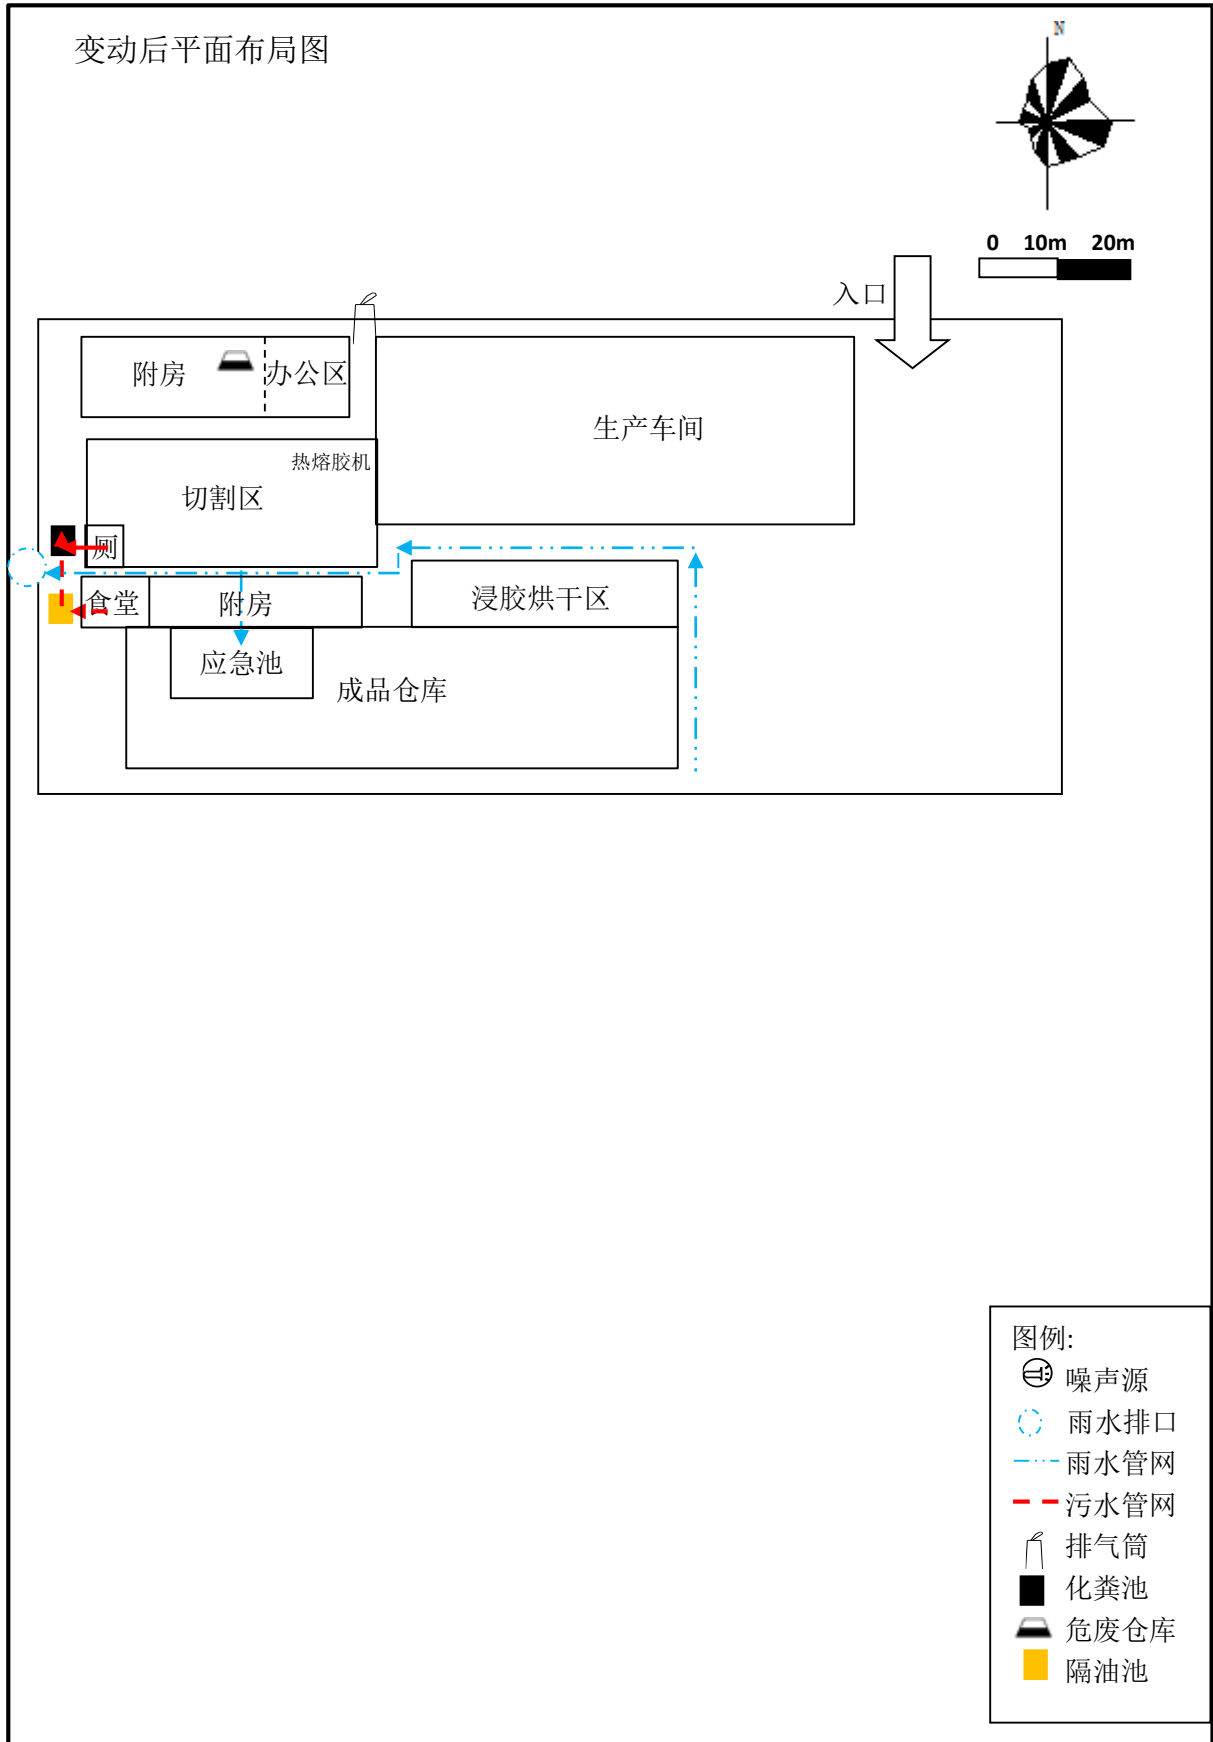 变动后平面布局图
N
0 10m 20m
入口
附房
办公区
生产车间
热熔胶机
切割区
厕
食堂
附房
浸胶烘干区
应急池
成品仓库
图例:
噪声源
雨水排口
雨水管网
污水管网
排气筒
化粪池
危废仓库
隔油池